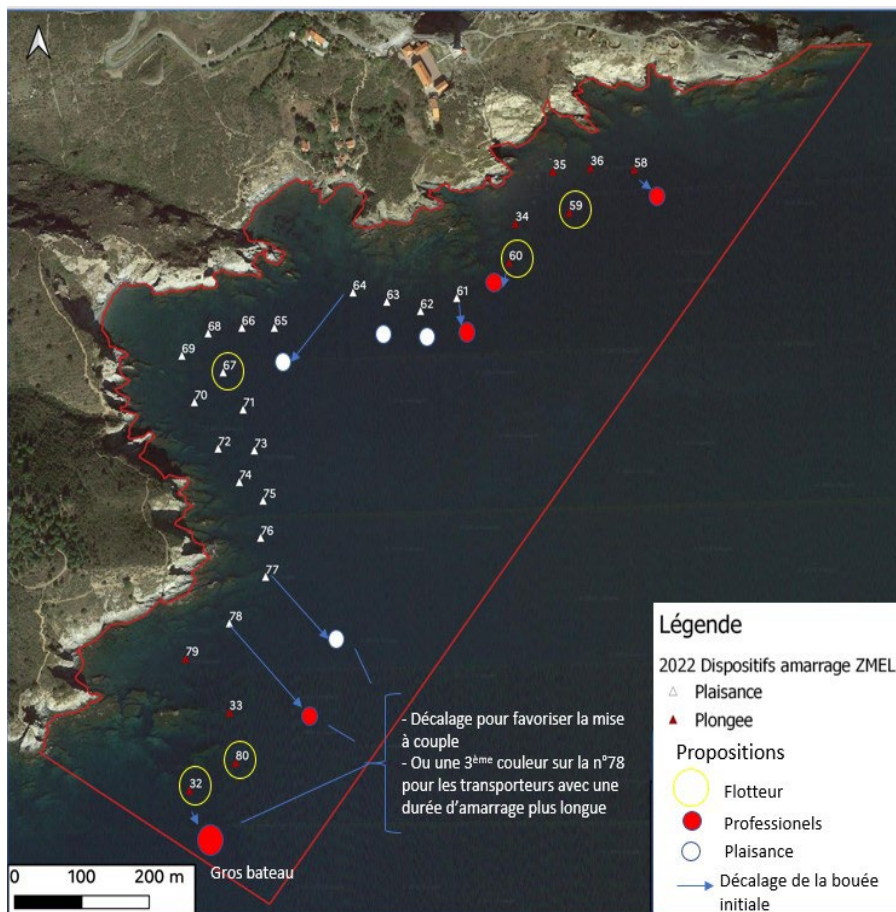 35
36
58
59
34
60
64
63
62
61
68
66
65
69
67
70
71
72
73
74
75
76
77
78
79
33
80
32
- Décalage pour favoriser la mise
à couple
- Ou une 3ème couleur sur la n°78
pour les transporteurs avec une
durée d'amarrage plus longue
Gros bateau
0
100
200 m
Légende
2022 Dispositifs amarrage ZMEL
Plaisance
Plongee
Propositions
Flotteur
Professionels
Plaisance
Décalage de la bouée
initiale